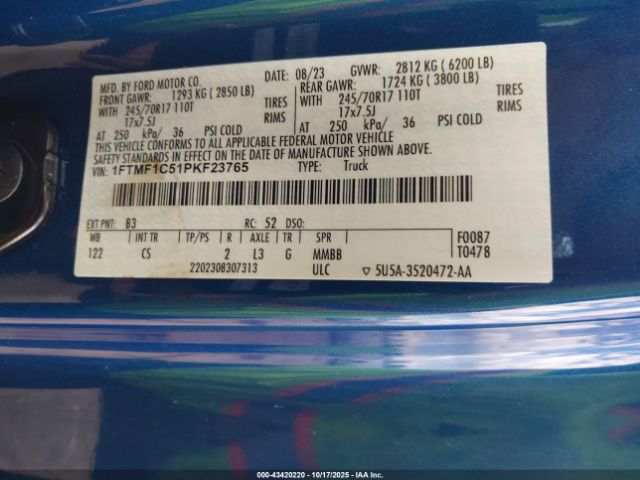 MFD. BY FORD MOTOR CO. DATE: 08/23 GVWR: 2812 KG ( 6200 LB)
FRONT GAWR: 1293 KG ( 2850 LB) REAR GAWR: 1724 KG ( 3800 LB)
WITH 245/70R17 110T TIRES WITH 245/70R17 110T TIRES
17x7.5J RIMS 17x7.5J RIMS
AT 250 kPa/ 36 PSI COLD AT 250 kPa/ 36 PSI COLD
THIS VEHICLE CONFORMS TO ALL APPLICABLE FEDERAL MOTOR VEHICLE
SAFETY STANDARDS IN EFFECT ON THE DATE OF MANUFACTURE SHOWN ABOVE.
VIN: 1FTMF1C51PKF23765 TYPE: Truck
EXT PNT: B3 RC: 52 DSO:
WB INT TR TP/PS R AXLE TR SPR F0087
122 CS 2 L3 G MMBB T0478
2202308307313 ULC ▽ 5U5A-3520472-AA
000-43420220 | 10/17/2025 | IAAI.COM